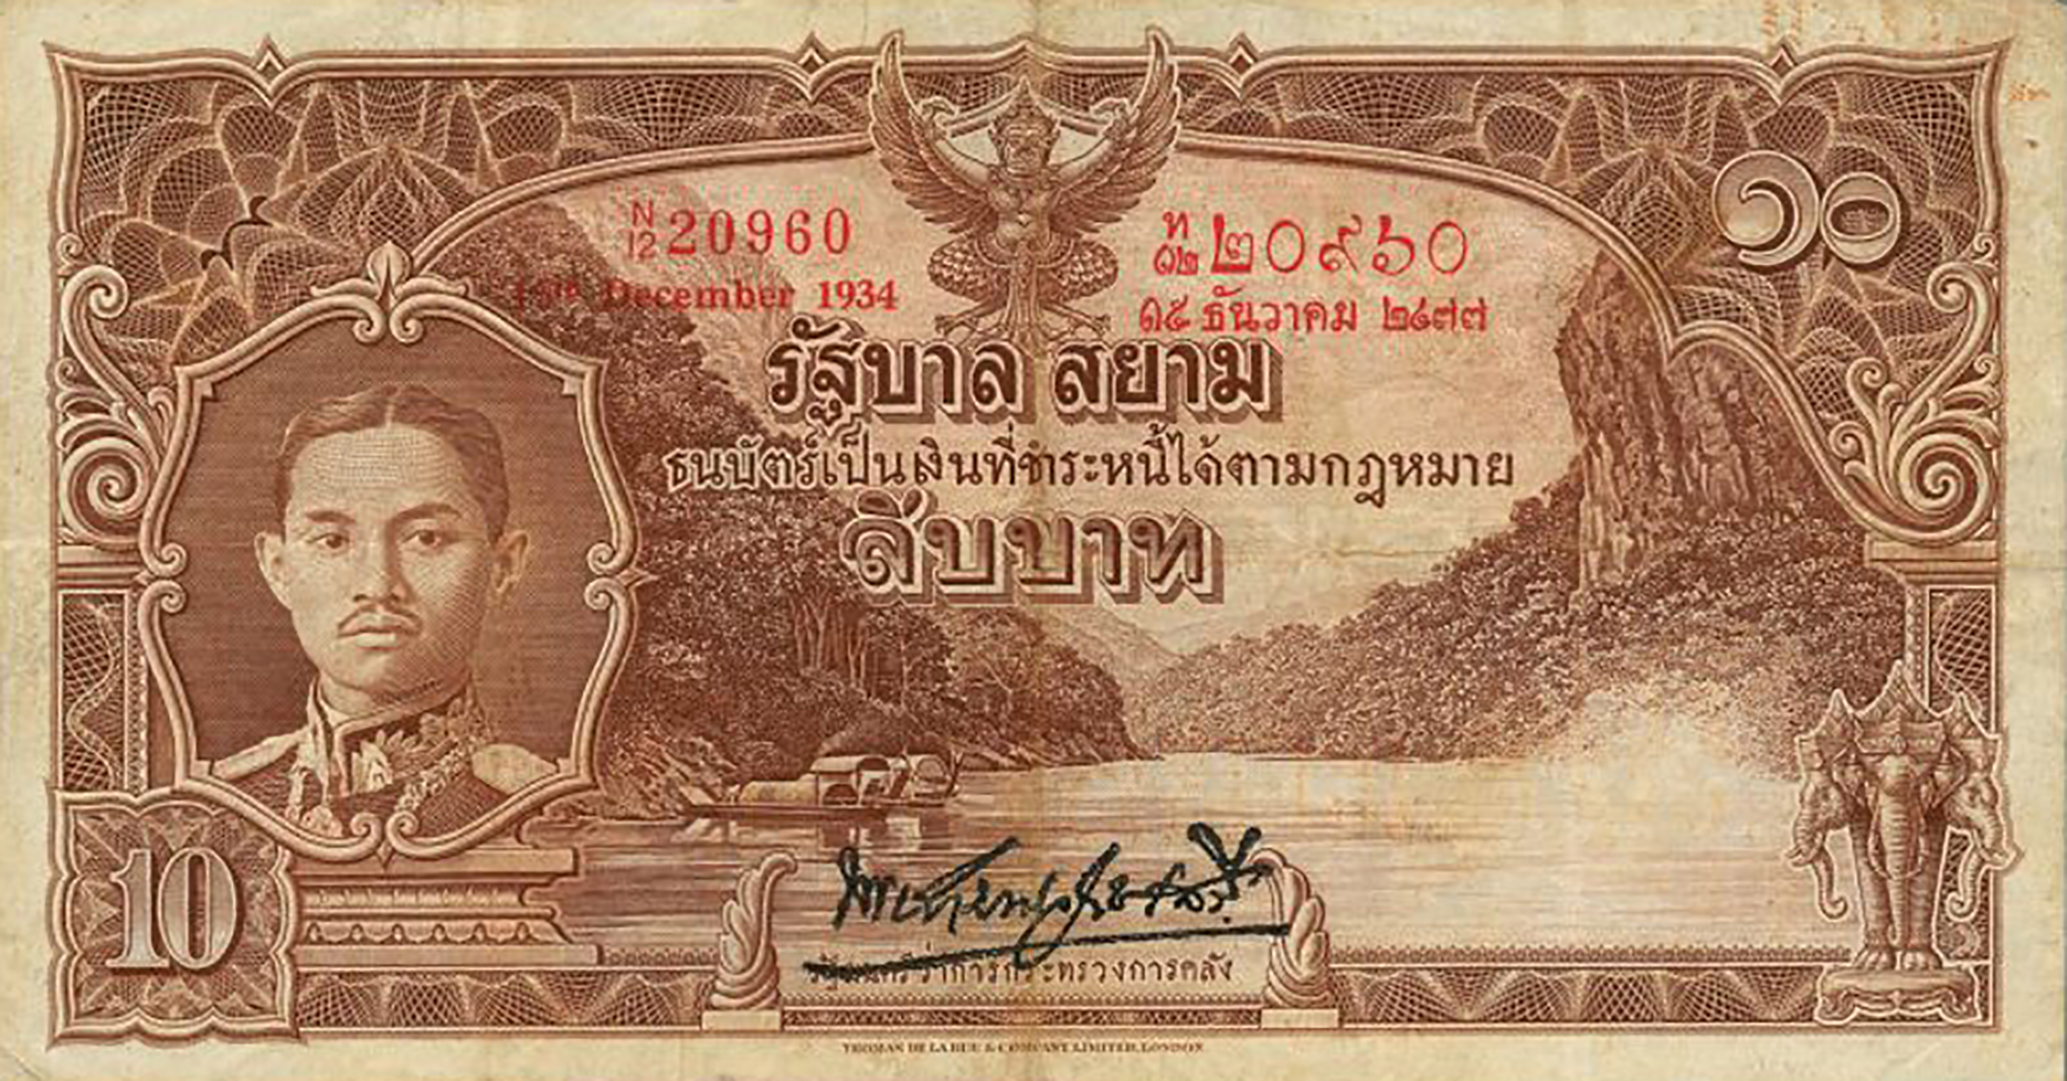 ๑๐
N
12 20960
ท
๑๒ ๒๐๙๖๐
December 1934
๑๕ ธันวาคม ๒๔๗๗
รัฐบาล สยาม
ธนบัตร์เป็นเงินที่ชำระหนี้ได้ตามกฎหมาย
สิบบาท
10
รัฐมนตรีว่าการกระทรวงการคลัง
THOMAS DE LA RUE & COMPANY LIMITED, LONDON